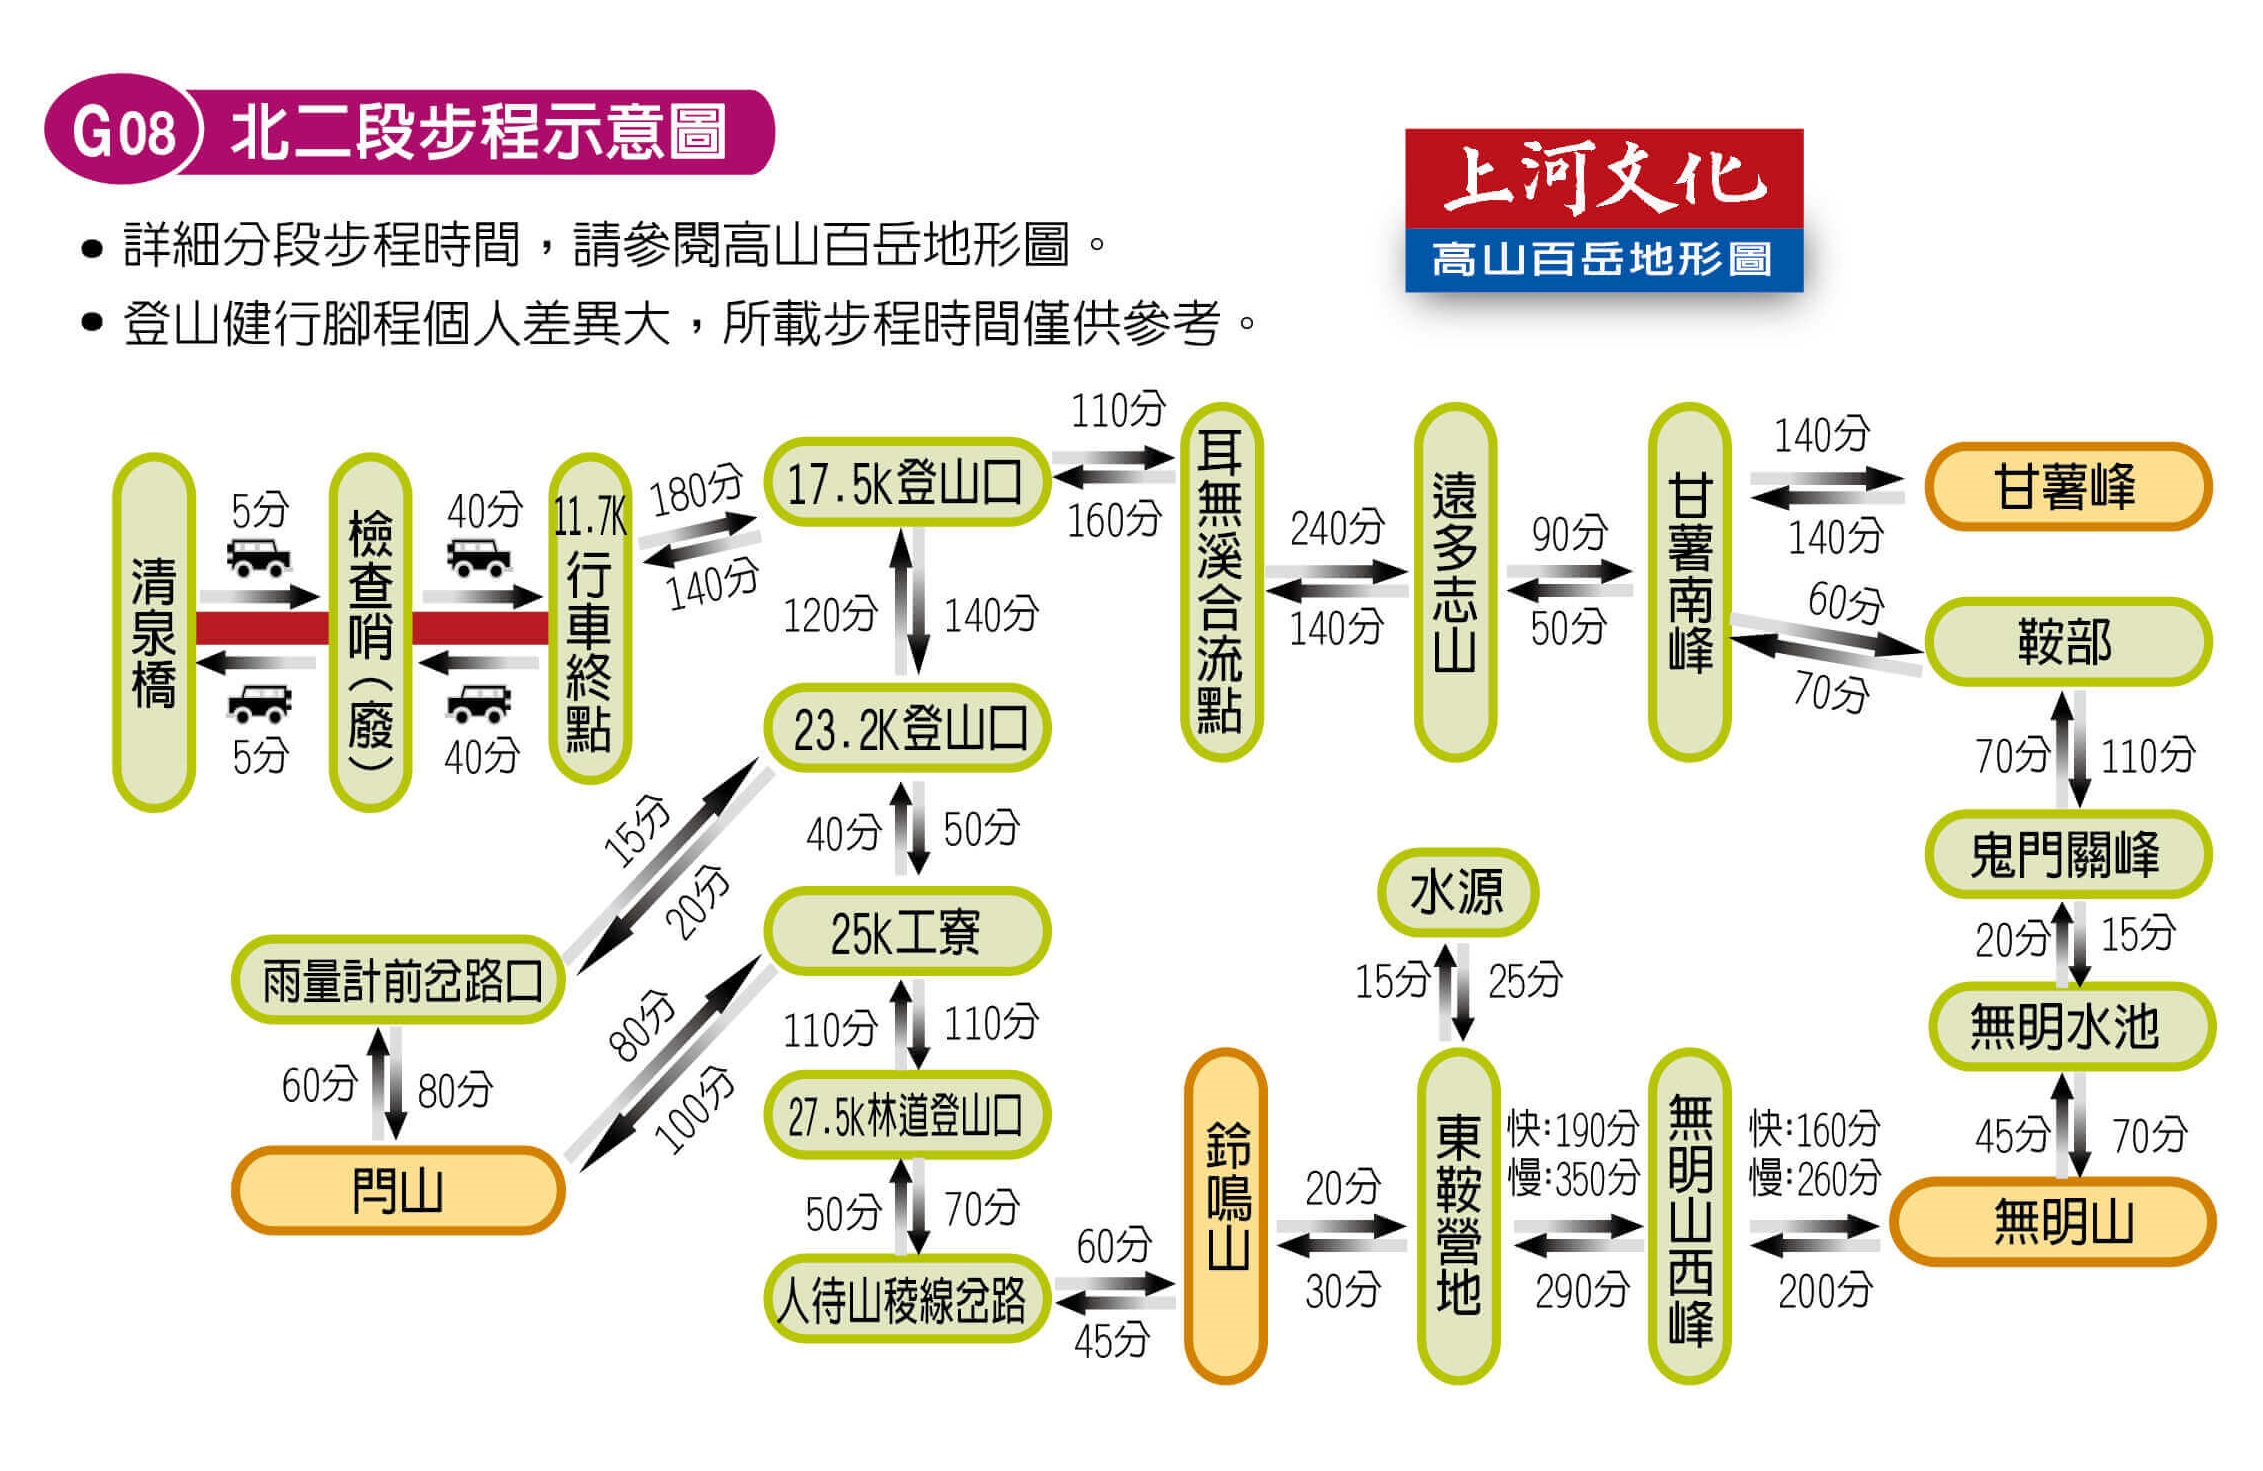 G08 北二段步程示意圖
上河文化
高山百岳地形圖
• 詳細分段步程時間，請參閱高山百岳地形圖。
• 登山健行腳程個人差異大，所載步程時間僅供參考。
清泉橋
5分
5分
檢查哨（廢）
40分
40分
11.7K行車終點
180分
140分
17.5k登山口
110分
160分
耳無溪合流點
240分
140分
遠多志山
90分
50分
甘薯南峰
140分
140分
甘薯峰
60分
70分
鞍部
120分
140分
70分
110分
23.2K登山口
15分
20分
40分
50分
鬼門關峰
20分
15分
25k工寮
水源
15分
25分
雨量計前岔路口
60分
80分
80分
100分
110分
110分
無明水池
45分
70分
27.5k林道登山口
50分
70分
閂山
人待山稜線岔路
60分
45分
鈴鳴山
20分
30分
東鞍營地
快:190分
慢:350分
290分
無明山西峰
快:160分
慢:260分
200分
無明山